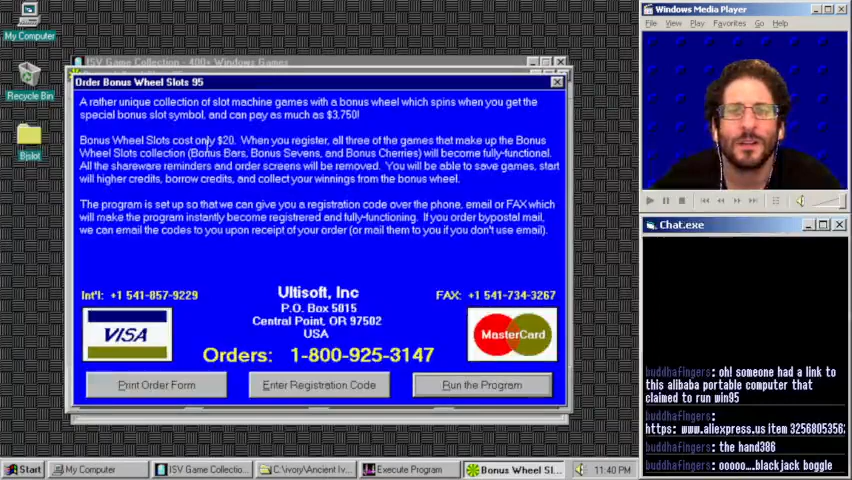 My Computer
Recycle Bin
Bjslot
ISV Game Collection - 400+ Windows Games
Order Bonus Wheel Slots 95
A rather unique collection of slot machine games with a bonus wheel which spins when you get the
special bonus slot symbol, and can pay as much as $3,750!
Bonus Wheel Slots cost only $20. When you register, all three of the games that make up the Bonus
Wheel Slots collection (Bonus Bars, Bonus Sevens, and Bonus Cherries) will become fully-functional.
All the shareware reminders and order screens will be removed. You will be able to save games, start
will higher credits, borrow credits, and collect your winnings from the bonus wheel.
The program is set up so that we can give you a registration code over the phone, email or FAX which
will make the program instantly become registrered and fully-functioning. If you order bypostal mail,
we can email the codes to you upon receipt of your order (or mail them to you if you don't use email).
Int'l: +1 541-857-9229
Ultisoft, Inc
FAX: +1 541-734-3267
P.O. Box 5015
Central Point, OR 97502
USA
VISA
MasterCard
Orders: 1-800-925-3147
Print Order Form
Enter Registration Code
Run the Program
Windows Media Player
File View Play Favorites Go Help
Chat.exe
buddhafingers: oh! someone had a link to
this alibaba portable computer that
claimed to run win95
buddhafingers:
https: www.aliexpress.us Item 3256805356
buddhafingers: the hand386
buddhafingers: ooooo....blackjack boggle
Start
My Computer
ISV Game Collectio...
C:\ivory\Ancient Iv...
Execute Program
Bonus Wheel Sl...
11:40 PM